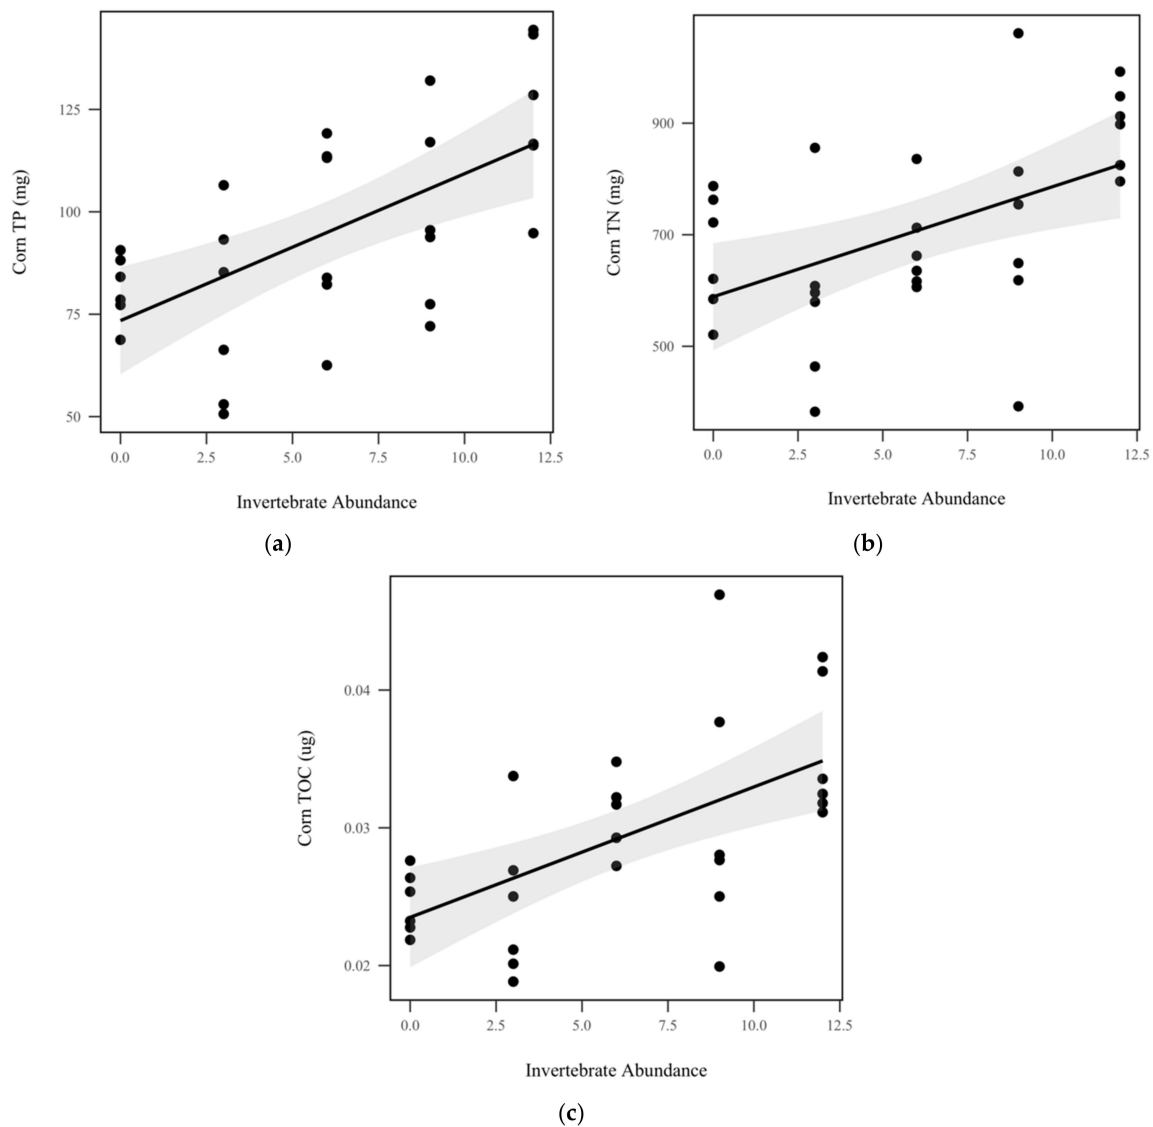 125
100
75
50
Corn TP (mg)
0.0 2.5 5.0 7.5 10.0 12.5
Invertebrate Abundance
(a)
900
700
500
Corn TN (mg)
0.0 2.5 5.0 7.5 10.0 12.5
Invertebrate Abundance
(b)
0.04
0.03
0.02
Corn TOC (ug)
0.0 2.5 5.0 7.5 10.0 12.5
Invertebrate Abundance
(c)